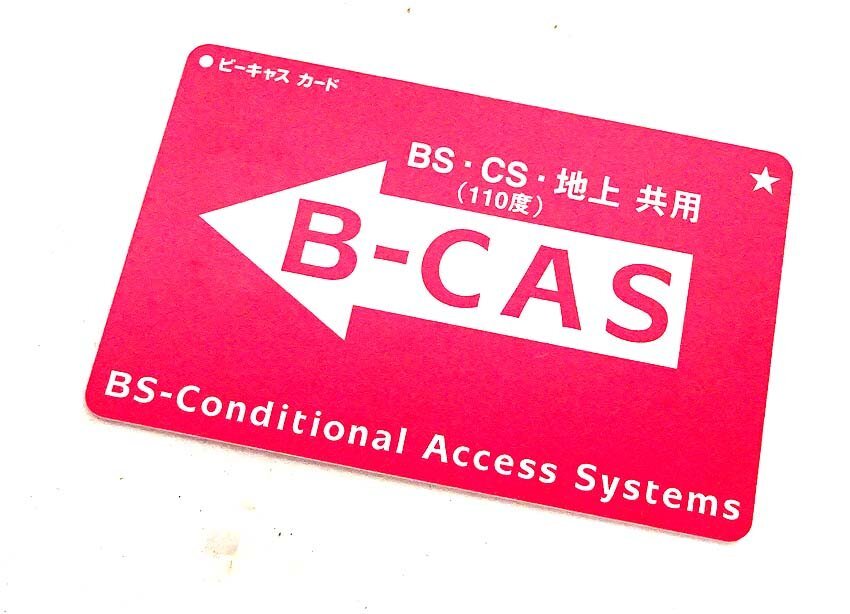 ビーキャス カード
BS・CS・地上 共用
(110度)
B-CAS
BS-Conditional Access Systems